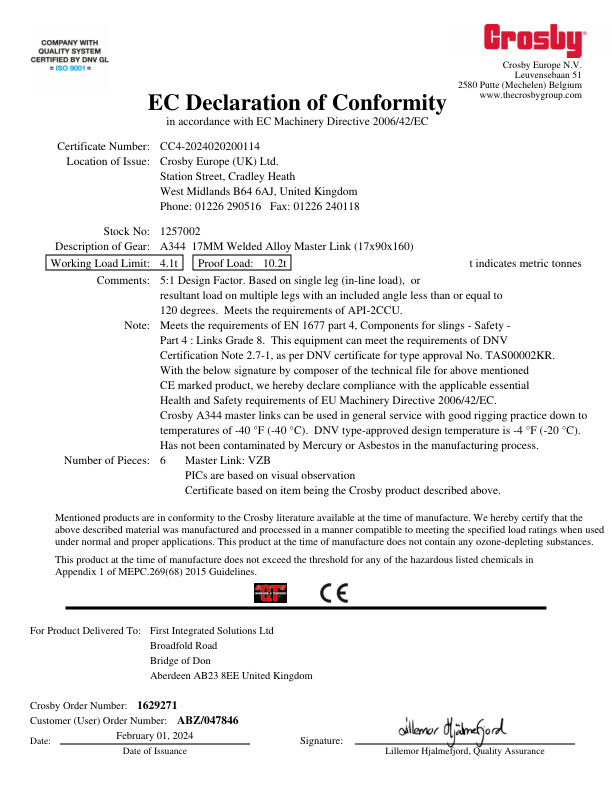 COMPANY WITH
QUALITY SYSTEM
CERTIFIED BY DNV GL
= ISO 9001 =
Crosby
Crosby Europe N.V.
Leuvensebaan 51
2580 Putte (Mechelen) Belgium
www.thecrosbygroup.com
EC Declaration of Conformity
in accordance with EC Machinery Directive 2006/42/EC
Certificate Number: CC4-2024020200114
Location of Issue: Crosby Europe (UK) Ltd.
Station Street, Cradley Heath
West Midlands B64 6AJ, United Kingdom
Phone: 01226 290516 Fax: 01226 240118
Stock No: 1257002
Description of Gear: A344 17MM Welded Alloy Master Link (17x90x160)
Working Load Limit: 4.1t Proof Load: 10.2t t indicates metric tonnes
Comments: 5:1 Design Factor. Based on single leg (in-line load), or
resultant load on multiple legs with an included angle less than or equal to
120 degrees. Meets the requirements of API-2CCU.
Note: Meets the requirements of EN 1677 part 4, Components for slings - Safety -
Part 4 : Links Grade 8. This equipment can meet the requirements of DNV
Certification Note 2.7-1, as per DNV certificate for type approval No. TAS00002KR.
With the below signature by composer of the technical file for above mentioned
CE marked product, we hereby declare compliance with the applicable essential
Health and Safety requirements of EU Machinery Directive 2006/42/EC.
Crosby A344 master links can be used in general service with good rigging practice down to
temperatures of -40 °F (-40 °C). DNV type-approved design temperature is -4 °F (-20 °C).
Has not been contaminated by Mercury or Asbestos in the manufacturing process.
Number of Pieces: 6 Master Link: VZB
PICs are based on visual observation
Certificate based on item being the Crosby product described above.
Mentioned products are in conformity to the Crosby literature available at the time of manufacture. We hereby certify that the
above described material was manufactured and processed in a manner compatible to meeting the specified load ratings when used
under normal and proper applications. This product at the time of manufacture does not contain any ozone-depleting substances.
This product at the time of manufacture does not exceed the threshold for any of the hazardous listed chemicals in
Appendix 1 of MEPC.269(68) 2015 Guidelines.
"QT" CE
For Product Delivered To: First Integrated Solutions Ltd
Broadfold Road
Bridge of Don
Aberdeen AB23 8EE United Kingdom
Crosby Order Number: 1629271
Customer (User) Order Number: ABZ/047846
Date: February 01, 2024 Signature: Lillemor Hjälmefjord
Date of Issuance Lillemor Hjalmefjord, Quality Assurance